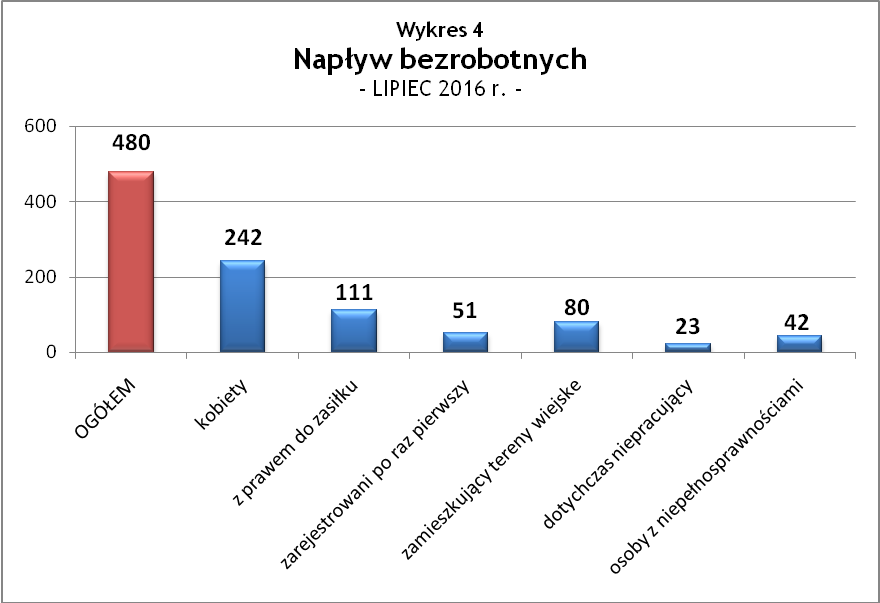 Wykres 4
Napływ bezrobotnych
- LIPIEC 2016 r. -
600
400
200
0
480
242
111
51
80
23
42
OGÓŁEM
kobiety
z prawem do zasiłku
zarejestrowani po raz pierwszy
zamieszkujący tereny wiejske
dotychczas niepracujący
osoby z niepełnosprawnościami